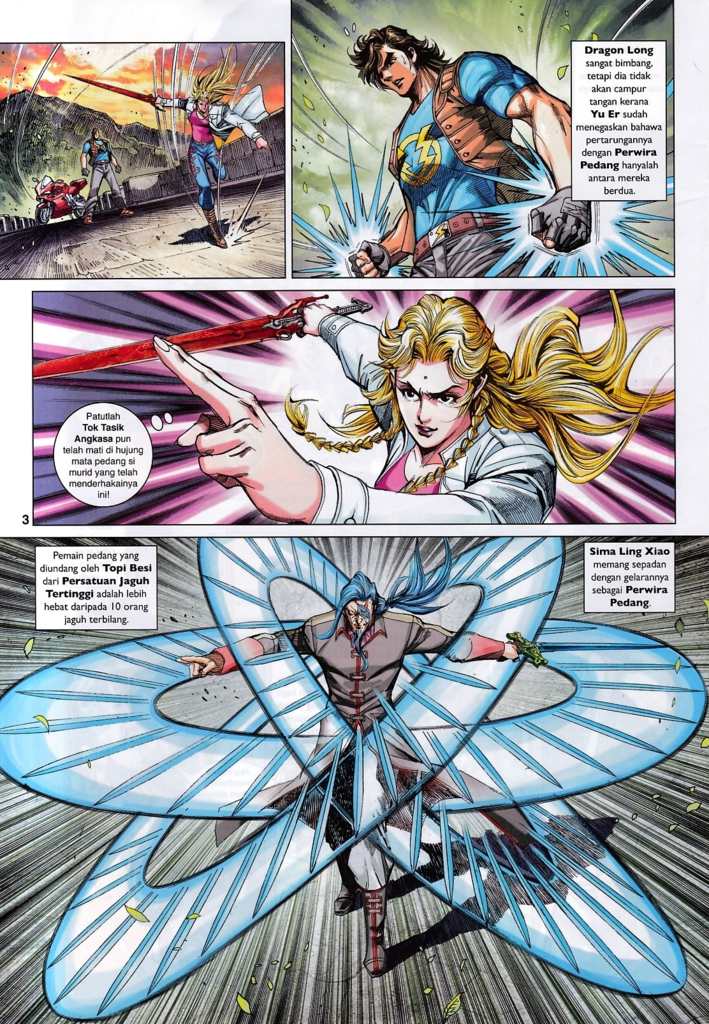 Dragon Long
sangat bimbang,
tetapi dia tidak
akan campur
tangan kerana
Yu Er sudah
menegaskan bahawa
pertarungannya
dengan Perwira
Pedang hanyalah
antara mereka
berdua.
Patutlah
Tok Tasik
Angkasa pun
telah mati di hujung
mata pedang si
murid yang telah
menderhakainya
ini!
3
Pemain pedang yang
diundang oleh Topi Besi
dari Persatuan Jaguh
Tertinggi adalah lebih
hebat daripada 10 orang
jaguh terbilang.
Sima Ling Xiao
memang sepadan
dengan gelarannya
sebagai Perwira
Pedang.